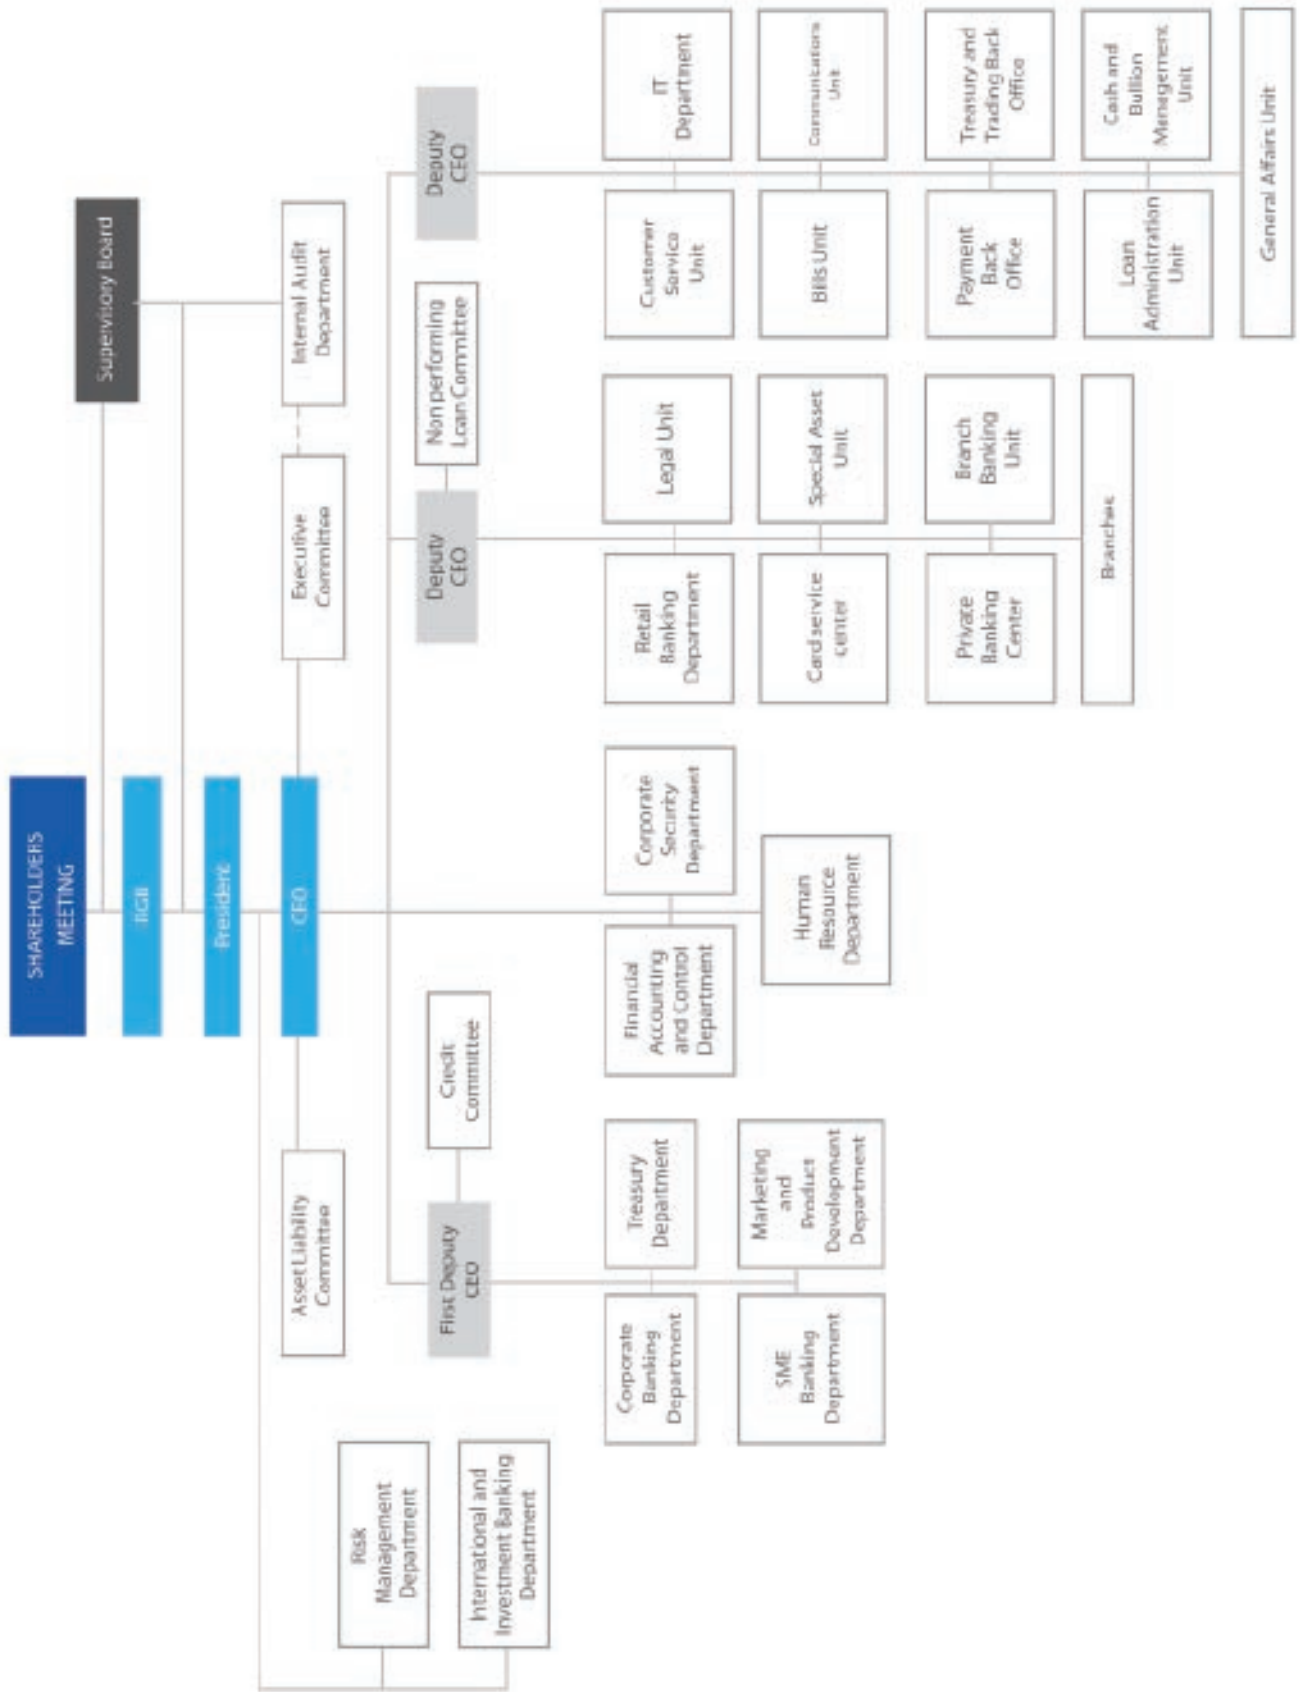 SHAREHOLDERS
MEETING
Supervisory Board
President
CEO
Asset Liability
Committee
Executive
Committee
Internal Audit
Department
Risk
Management
Department
International and
Investment Banking
Department
First Deputy
CEO
Credit
Committee
Deputy
CEO
Nonperforming
Loan Committee
Deputy
CEO
Corporate
Banking
Department
Treasury
Department
SME
Banking
Department
Marketing
and
Product
Development
Department
Financial
Accounting
and Control
Department
Corporate
Security
Department
Human
Resource
Department
Retail
Banking
Department
Legal Unit
Card service
center
Special Asset
Unit
Private
Banking
Center
Branch
Banking
Unit
Branches
Customer
Service
Unit
IT
Department
Bills Unit
Communications
Unit
Payment
Back
Office
Treasury and
Trading Back
Office
Loan
Administration
Unit
Cash and
Bullion
Management
Unit
General Affairs Unit